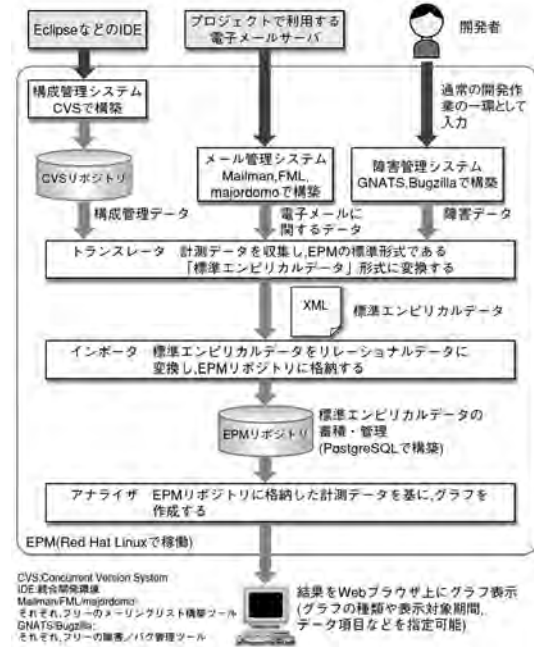 EclipseなどのIDE
プロジェクトで利用する
電子メールサーバ
開発者
構成管理システム
CVSで構築
通常の開発作
業の一環として
入力
CVSリポジトリ
メール管理システム
Mailman,FML,
majordomoで構築
障害管理システム
GNATS,Bugzillaで構築
構成管理データ
電子メールに
関するデータ
障害データ
トランスレータ 計測データを収集し,EPMの標準形式である
「標準エンピリカルデータ」形式に変換する
XML
標準エンピリカルデータ
インポータ 標準エンピリカルデータをリレーショナルデータに
変換し,EPMリポジトリに格納する
EPMリポジトリ
標準エンピリカルデータの
蓄積・管理
(PostgreSQLで構築)
アナライザ EPMリポジトリに格納した計測データを基に,グラフを
作成する
EPM(Red Hat Linuxで稼働)
CVS:Concurrent Version System
IDE:統合開発環境
Mailman/FML/majordomo:
それぞれ,フリーのメーリングリスト構築ツール
GNATS/Bugzilla:
それぞれ,フリーの障害/バグ管理ツール
結果をWebブラウザ上にグラフ表示
(グラフの種類や表示対象期間,
データ項目などを指定可能)